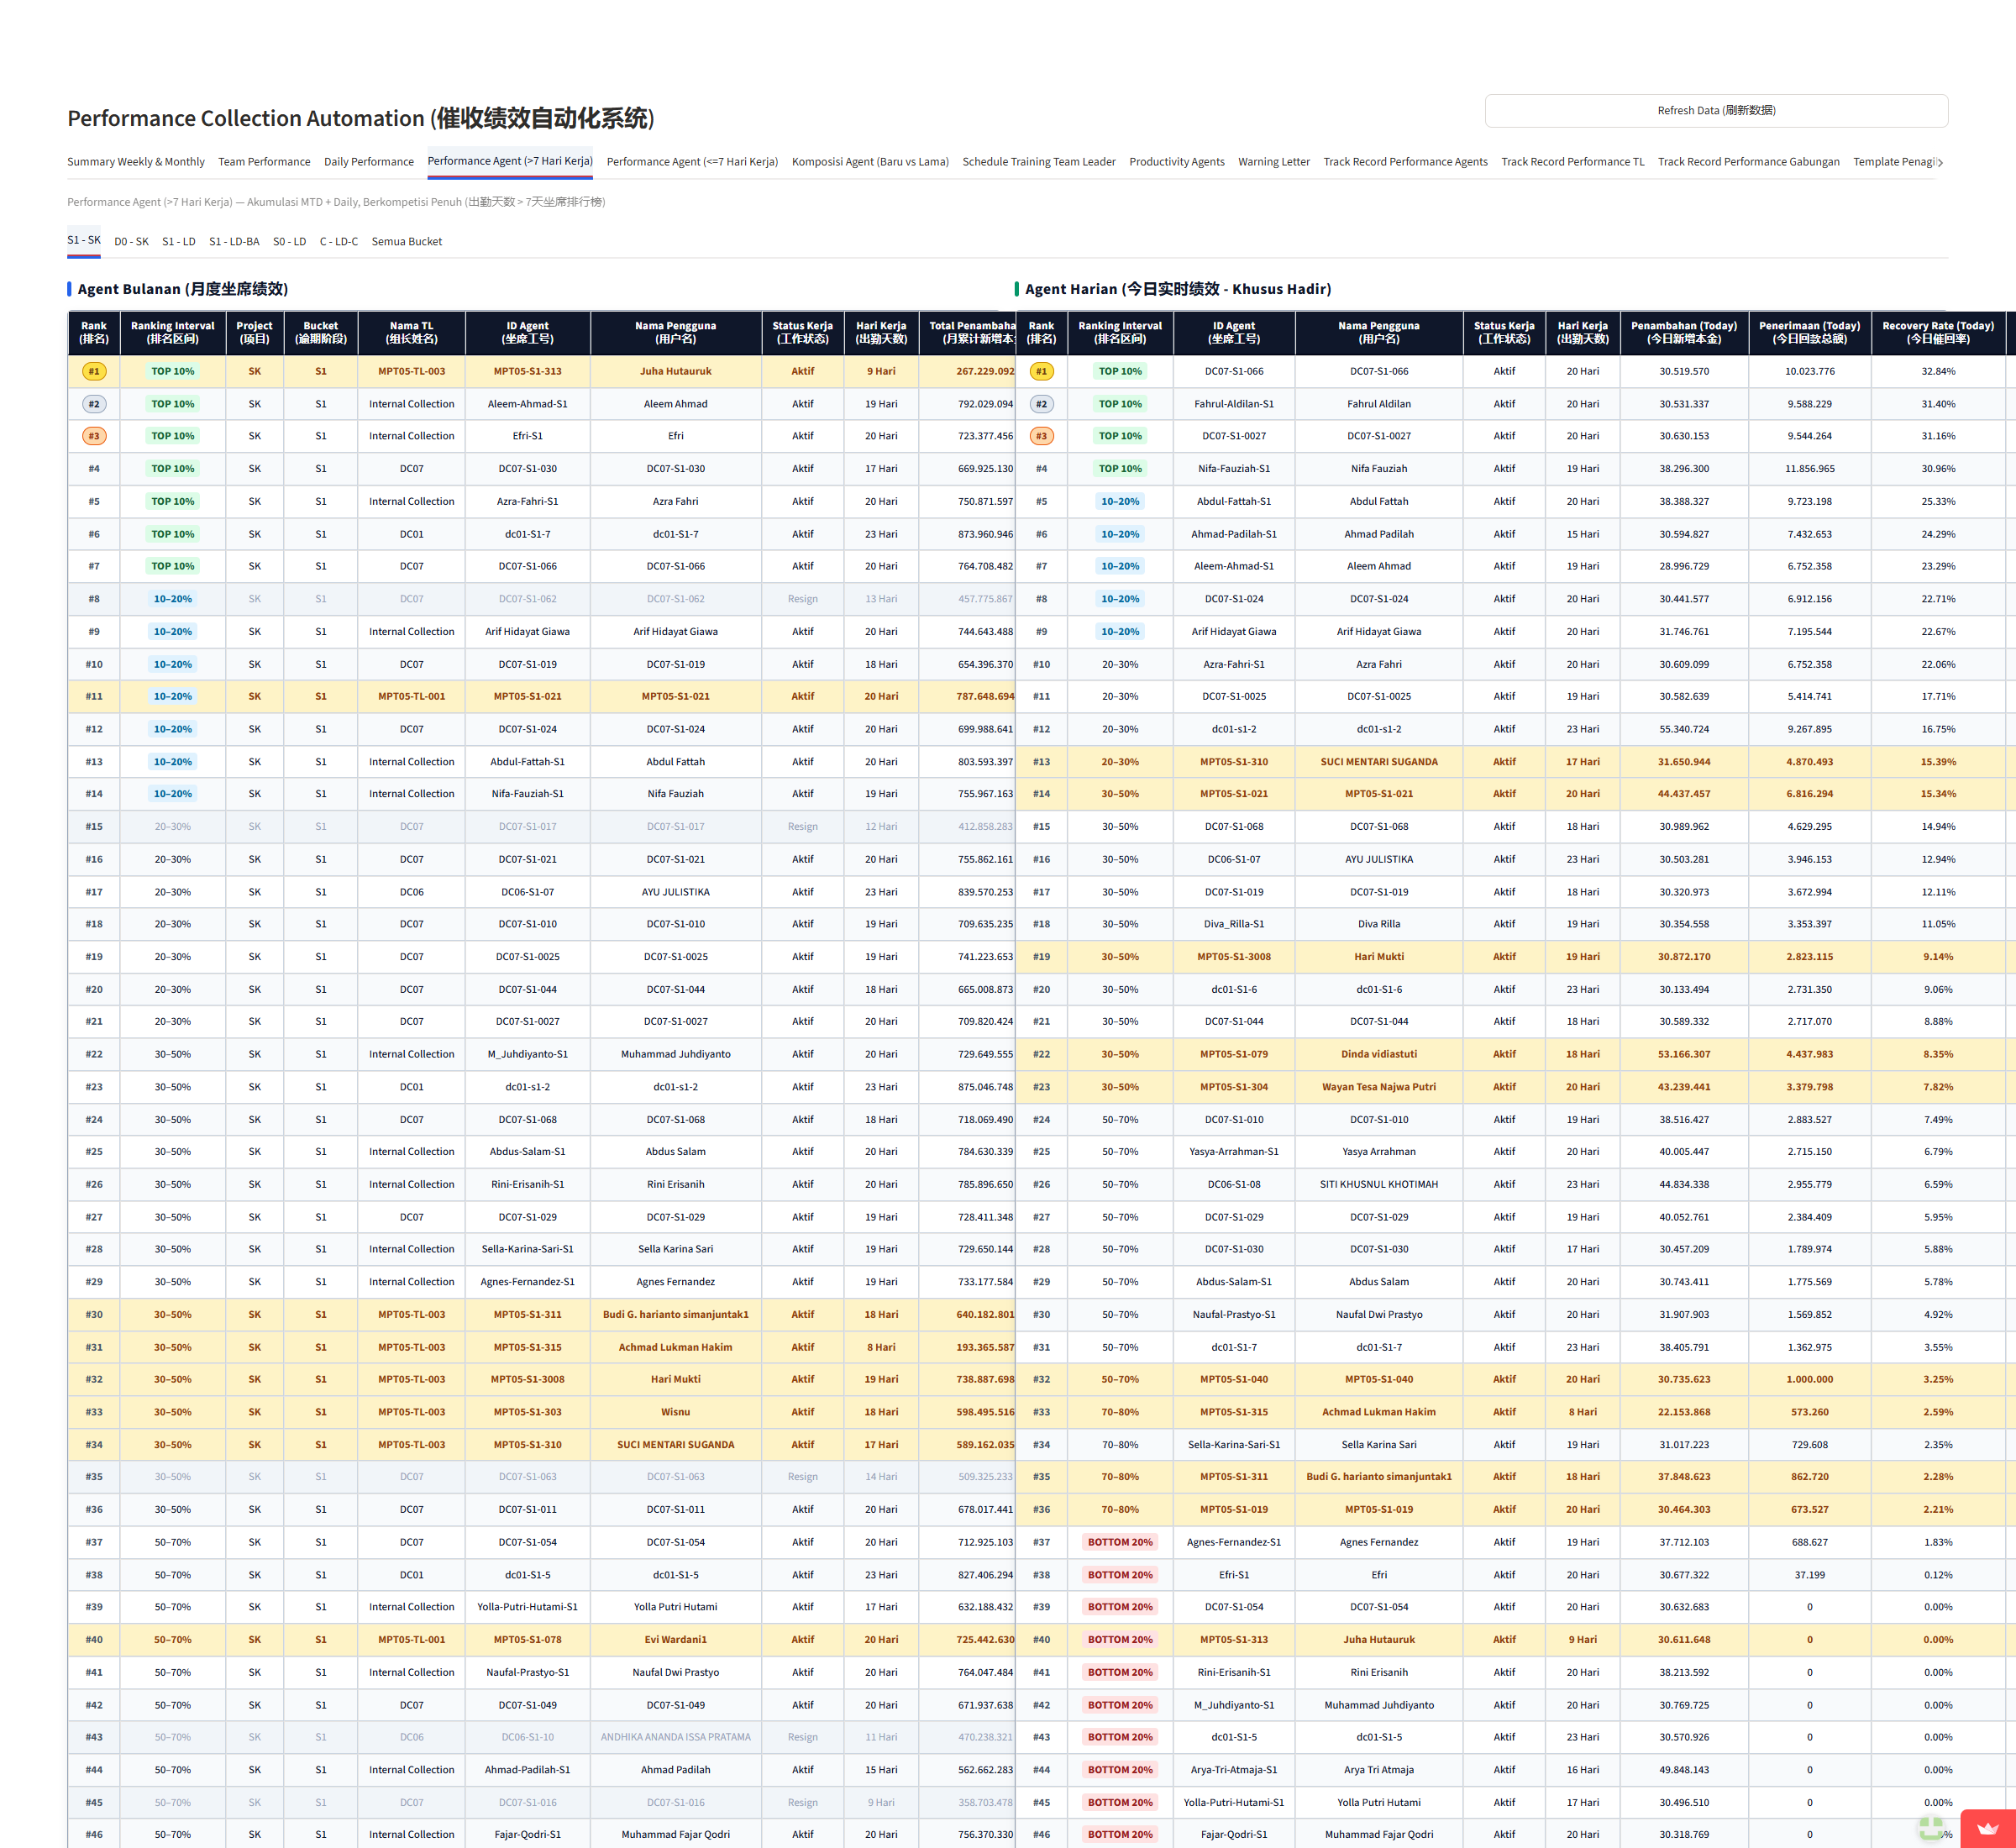 Performance Collection Automation (催收绩效自动化系统)
Refresh Data (刷新数据)
Summary Weekly & Monthly Team Performance Daily Performance Performance Agent (>7 Hari Kerja) Performance Agent (<=7 Hari Kerja) Komposisi Agent (Baru vs Lama) Schedule Training Team Leader Productivity Agents Warning Letter Track Record Performance Agents Track Record Performance TL Track Record Performance Gabungan Template Penagi
Performance Agent (>7 Hari Kerja) — Akumulasi MTD + Daily, Berkompetisi Penuh (出勤天数 > 7天坐席排行榜)
S1 - SK D0 - SK S1 - LD S1 - LD-BA S0 - LD C - LD-C Semua Bucket
Agent Bulanan (月度坐席绩效)
Rank Ranking Interval Project Bucket Nama TL ID Agent Nama Pengguna Status Kerja Hari Kerja Total Penambaha
(排名) (排名区间) (项目) (逾期阶段) (组长姓名) (坐席工号) (用户名) (工作状态) (出勤天数) (月累计新增本
#1 TOP 10% SK S1 MPT05-TL-003 MPT05-S1-313 Juha Hutauruk Aktif 9 Hari 267.229.092
#2 TOP 10% SK S1 Internal Collection Aleem-Ahmad-S1 Aleem Ahmad Aktif 19 Hari 792.029.094
#3 TOP 10% SK S1 Internal Collection Efri-S1 Efri Aktif 20 Hari 723.377.456
#4 TOP 10% SK S1 DC07 DC07-S1-030 DC07-S1-030 Aktif 17 Hari 669.925.130
#5 TOP 10% SK S1 Internal Collection Azra-Fahri-S1 Azra Fahri Aktif 20 Hari 750.871.597
#6 TOP 10% SK S1 DC01 dc01-S1-7 dc01-S1-7 Aktif 23 Hari 873.960.946
#7 TOP 10% SK S1 DC07 DC07-S1-066 DC07-S1-066 Aktif 20 Hari 764.708.482
#8 10–20% SK S1 DC07 DC07-S1-062 DC07-S1-062 Resign 13 Hari 457.775.867
#9 10–20% SK S1 Internal Collection Arif Hidayat Giawa Arif Hidayat Giawa Aktif 20 Hari 744.643.488
#10 10–20% SK S1 DC07 DC07-S1-019 DC07-S1-019 Aktif 18 Hari 654.396.370
#11 10–20% SK S1 MPT05-TL-001 MPT05-S1-021 MPT05-S1-021 Aktif 20 Hari 787.648.694
#12 10–20% SK S1 DC07 DC07-S1-024 DC07-S1-024 Aktif 20 Hari 699.988.641
#13 10–20% SK S1 Internal Collection Abdul-Fattah-S1 Abdul Fattah Aktif 20 Hari 803.593.397
#14 10–20% SK S1 Internal Collection Nifa-Fauziah-S1 Nifa Fauziah Aktif 19 Hari 755.967.163
#15 20–30% SK S1 DC07 DC07-S1-017 DC07-S1-017 Resign 12 Hari 412.858.283
#16 20–30% SK S1 DC07 DC07-S1-021 DC07-S1-021 Aktif 20 Hari 755.862.161
#17 20–30% SK S1 DC06 DC06-S1-07 AYU JULISTIKA Aktif 23 Hari 839.570.253
#18 20–30% SK S1 DC07 DC07-S1-010 DC07-S1-010 Aktif 19 Hari 709.635.235
#19 20–30% SK S1 DC07 DC07-S1-0025 DC07-S1-0025 Aktif 19 Hari 741.223.653
#20 20–30% SK S1 DC07 DC07-S1-044 DC07-S1-044 Aktif 18 Hari 665.008.873
#21 20–30% SK S1 DC07 DC07-S1-0027 DC07-S1-0027 Aktif 20 Hari 709.820.424
#22 30–50% SK S1 Internal Collection M_Juhdiyanto-S1 Muhammad Juhdiyanto Aktif 20 Hari 729.649.555
#23 30–50% SK S1 DC01 dc01-s1-2 dc01-s1-2 Aktif 23 Hari 875.046.748
#24 30–50% SK S1 DC07 DC07-S1-068 DC07-S1-068 Aktif 18 Hari 718.069.490
#25 30–50% SK S1 Internal Collection Abdus-Salam-S1 Abdus Salam Aktif 20 Hari 784.630.339
#26 30–50% SK S1 Internal Collection Rini-Erisanih-S1 Rini Erisanih Aktif 20 Hari 785.896.650
#27 30–50% SK S1 DC07 DC07-S1-029 DC07-S1-029 Aktif 19 Hari 728.411.348
#28 30–50% SK S1 Internal Collection Sella-Karina-Sari-S1 Sella Karina Sari Aktif 19 Hari 729.650.144
#29 30–50% SK S1 Internal Collection Agnes-Fernandez-S1 Agnes Fernandez Aktif 19 Hari 733.177.584
#30 30–50% SK S1 MPT05-TL-003 MPT05-S1-311 Budi G. harianto simanjuntak1 Aktif 18 Hari 640.182.801
#31 30–50% SK S1 MPT05-TL-003 MPT05-S1-315 Achmad Lukman Hakim Aktif 8 Hari 193.365.587
#32 30–50% SK S1 MPT05-TL-003 MPT05-S1-3008 Hari Mukti Aktif 19 Hari 738.887.698
#33 30–50% SK S1 MPT05-TL-003 MPT05-S1-303 Wisnu Aktif 18 Hari 598.495.516
#34 30–50% SK S1 MPT05-TL-003 MPT05-S1-310 SUCI MENTARI SUGANDA Aktif 17 Hari 589.162.035
#35 30–50% SK S1 DC07 DC07-S1-063 DC07-S1-063 Resign 14 Hari 509.325.233
#36 30–50% SK S1 DC07 DC07-S1-011 DC07-S1-011 Aktif 20 Hari 678.017.441
#37 50–70% SK S1 DC07 DC07-S1-054 DC07-S1-054 Aktif 20 Hari 712.925.103
#38 50–70% SK S1 DC01 dc01-S1-5 dc01-S1-5 Aktif 23 Hari 827.406.294
#39 50–70% SK S1 Internal Collection Yolla-Putri-Hutami-S1 Yolla Putri Hutami Aktif 17 Hari 632.188.432
#40 50–70% SK S1 MPT05-TL-001 MPT05-S1-078 Evi Wardani1 Aktif 20 Hari 725.442.630
#41 50–70% SK S1 Internal Collection Naufal-Prastyo-S1 Naufal Dwi Prastyo Aktif 20 Hari 764.047.484
#42 50–70% SK S1 DC07 DC07-S1-049 DC07-S1-049 Aktif 20 Hari 671.937.638
#43 50–70% SK S1 DC06 DC06-S1-10 ANDHIKA ANANDA ISSA PRATAMA Resign 11 Hari 470.238.321
#44 50–70% SK S1 Internal Collection Ahmad-Padilah-S1 Ahmad Padilah Aktif 15 Hari 562.662.283
#45 50–70% SK S1 DC07 DC07-S1-016 DC07-S1-016 Resign 9 Hari 358.703.478
#46 50–70% SK S1 Internal Collection Fajar-Qodri-S1 Muhammad Fajar Qodri Aktif 20 Hari 756.370.330
Agent Harian (今日实时绩效 - Khusus Hadir)
Rank Ranking Interval ID Agent Nama Pengguna Status Kerja Hari Kerja Penambahan (Today) Penerimaan (Today) Recovery Rate (Today)
(排名) (排名区间) (坐席工号) (用户名) (工作状态) (出勤天数) (今日新增本金) (今日回款总额) (今日催回率)
#1 TOP 10% DC07-S1-066 DC07-S1-066 Aktif 20 Hari 30.519.570 10.023.776 32.84%
#2 TOP 10% Fahrul-Aldilan-S1 Fahrul Aldilan Aktif 20 Hari 30.531.337 9.588.229 31.40%
#3 TOP 10% DC07-S1-0027 DC07-S1-0027 Aktif 20 Hari 30.630.153 9.544.264 31.16%
#4 TOP 10% Nifa-Fauziah-S1 Nifa Fauziah Aktif 19 Hari 38.296.300 11.856.965 30.96%
#5 10–20% Abdul-Fattah-S1 Abdul Fattah Aktif 20 Hari 38.388.327 9.723.198 25.33%
#6 10–20% Ahmad-Padilah-S1 Ahmad Padilah Aktif 15 Hari 30.594.827 7.432.653 24.29%
#7 10–20% Aleem-Ahmad-S1 Aleem Ahmad Aktif 19 Hari 28.996.729 6.752.358 23.29%
#8 10–20% DC07-S1-024 DC07-S1-024 Aktif 20 Hari 30.441.577 6.912.156 22.71%
#9 10–20% Arif Hidayat Giawa Arif Hidayat Giawa Aktif 20 Hari 31.746.761 7.195.544 22.67%
#10 20–30% Azra-Fahri-S1 Azra Fahri Aktif 20 Hari 30.609.099 6.752.358 22.06%
#11 20–30% DC07-S1-0025 DC07-S1-0025 Aktif 19 Hari 30.582.639 5.414.741 17.71%
#12 20–30% dc01-s1-2 dc01-s1-2 Aktif 23 Hari 55.340.724 9.267.895 16.75%
#13 20–30% MPT05-S1-310 SUCI MENTARI SUGANDA Aktif 17 Hari 31.650.944 4.870.493 15.39%
#14 30–50% MPT05-S1-021 MPT05-S1-021 Aktif 20 Hari 44.437.457 6.816.294 15.34%
#15 30–50% DC07-S1-068 DC07-S1-068 Aktif 18 Hari 30.989.962 4.629.295 14.94%
#16 30–50% DC06-S1-07 AYU JULISTIKA Aktif 23 Hari 30.503.281 3.946.153 12.94%
#17 30–50% DC07-S1-019 DC07-S1-019 Aktif 18 Hari 30.320.973 3.672.994 12.11%
#18 30–50% Diva_Rilla-S1 Diva Rilla Aktif 19 Hari 30.354.558 3.353.397 11.05%
#19 30–50% MPT05-S1-3008 Hari Mukti Aktif 19 Hari 30.872.170 2.823.115 9.14%
#20 30–50% dc01-S1-6 dc01-S1-6 Aktif 23 Hari 30.133.494 2.731.350 9.06%
#21 30–50% DC07-S1-044 DC07-S1-044 Aktif 18 Hari 30.589.332 2.717.070 8.88%
#22 30–50% MPT05-S1-079 Dinda vidiastuti Aktif 18 Hari 53.166.307 4.437.983 8.35%
#23 30–50% MPT05-S1-304 Wayan Tesa Najwa Putri Aktif 20 Hari 43.239.441 3.379.798 7.82%
#24 50–70% DC07-S1-010 DC07-S1-010 Aktif 19 Hari 38.516.427 2.883.527 7.49%
#25 50–70% Yasya-Arrahman-S1 Yasya Arrahman Aktif 20 Hari 40.005.447 2.715.150 6.79%
#26 50–70% DC06-S1-08 SITI KHUSNUL KHOTIMAH Aktif 23 Hari 44.834.338 2.955.779 6.59%
#27 50–70% DC07-S1-029 DC07-S1-029 Aktif 19 Hari 40.052.761 2.384.409 5.95%
#28 50–70% DC07-S1-030 DC07-S1-030 Aktif 17 Hari 30.457.209 1.789.974 5.88%
#29 50–70% Abdus-Salam-S1 Abdus Salam Aktif 20 Hari 30.743.411 1.775.569 5.78%
#30 50–70% Naufal-Prastyo-S1 Naufal Dwi Prastyo Aktif 20 Hari 31.907.903 1.569.852 4.92%
#31 50–70% dc01-S1-7 dc01-S1-7 Aktif 23 Hari 38.405.791 1.362.975 3.55%
#32 50–70% MPT05-S1-040 MPT05-S1-040 Aktif 20 Hari 30.735.623 1.000.000 3.25%
#33 70–80% MPT05-S1-315 Achmad Lukman Hakim Aktif 8 Hari 22.153.868 573.260 2.59%
#34 70–80% Sella-Karina-Sari-S1 Sella Karina Sari Aktif 19 Hari 31.017.223 729.608 2.35%
#35 70–80% MPT05-S1-311 Budi G. harianto simanjuntak1 Aktif 18 Hari 37.848.623 862.720 2.28%
#36 70–80% MPT05-S1-019 MPT05-S1-019 Aktif 20 Hari 30.464.303 673.527 2.21%
#37 BOTTOM 20% Agnes-Fernandez-S1 Agnes Fernandez Aktif 19 Hari 37.712.103 688.627 1.83%
#38 BOTTOM 20% Efri-S1 Efri Aktif 20 Hari 30.677.322 37.199 0.12%
#39 BOTTOM 20% DC07-S1-054 DC07-S1-054 Aktif 20 Hari 30.632.683 0 0.00%
#40 BOTTOM 20% MPT05-S1-313 Juha Hutauruk Aktif 9 Hari 30.611.648 0 0.00%
#41 BOTTOM 20% Rini-Erisanih-S1 Rini Erisanih Aktif 20 Hari 38.213.592 0 0.00%
#42 BOTTOM 20% M_Juhdiyanto-S1 Muhammad Juhdiyanto Aktif 20 Hari 30.769.725 0 0.00%
#43 BOTTOM 20% dc01-S1-5 dc01-S1-5 Aktif 23 Hari 30.570.926 0 0.00%
#44 BOTTOM 20% Arya-Tri-Atmaja-S1 Arya Tri Atmaja Aktif 16 Hari 49.848.143 0 0.00%
#45 BOTTOM 20% Yolla-Putri-Hutami-S1 Yolla Putri Hutami Aktif 17 Hari 30.496.510 0 0.00%
#46 BOTTOM 20% Fajar-Qodri-S1 Muhammad Fajar Qodri Aktif 20 Hari 30.318.769 0